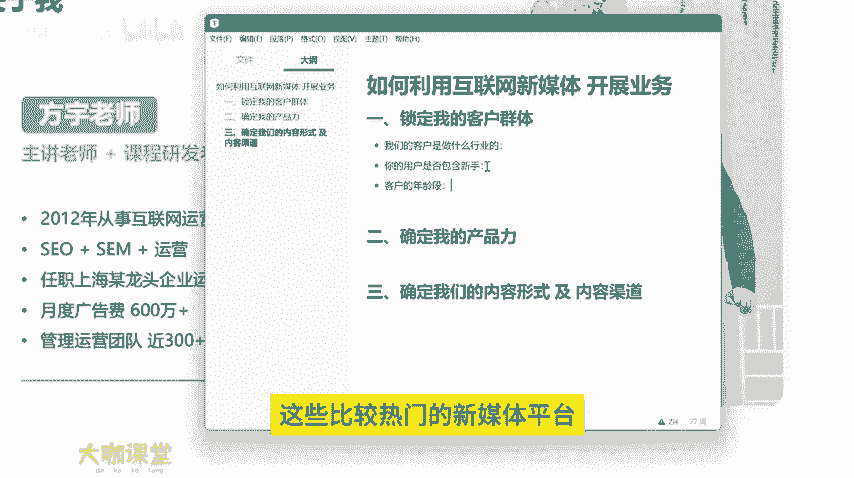 关于我
文件(F) 编辑(E) 段落(P) 格式(O) 视图(V) 主题(T) 帮助(H)
文件 大纲
如何利用互联网新媒体 开展业务
一、锁定我的客户群体
二、确定我的产品力
三、确定我们的内容形式 及
内容渠道
如何利用互联网新媒体 开展业务
一、锁定我的客户群体
• 我们的客户是做什么行业的:
• 你的用户是否包含新手:
• 客户的年龄段:
二、确定我的产品力
三、确定我们的内容形式 及 内容渠道
方宇老师
主讲老师 + 课程研发
• 2012年从事互联网运营
• SEO + SEM + 运营
• 任职上海某龙头企业运
• 月度广告费 600万+
• 管理运营团队 近300+
这些比较热门的新媒体平台
大咖课堂
da ka ke tang